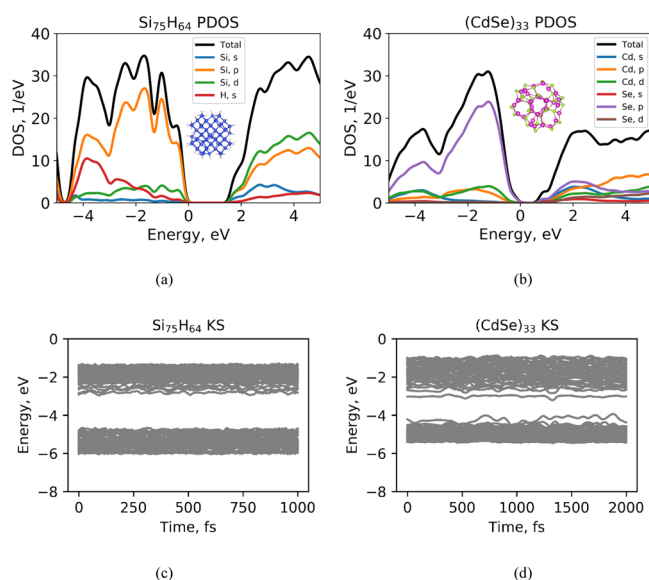 Si₇₅H₆₄ PDOS
DOS, 1/eV
40
30
20
10
0
−4 −2 0 2 4
Energy, eV
Total
Si, s
Si, p
Si, d
H, s
(a)
(CdSe)₃₃ PDOS
DOS, 1/eV
40
30
20
10
0
−4 −2 0 2 4
Energy, eV
Total
Cd, s
Cd, p
Cd, d
Se, s
Se, p
Se, d
(b)
Si₇₅H₆₄ KS
Energy, eV
0
−2
−4
−6
−8
0 250 500 750 1000
Time, fs
(c)
(CdSe)₃₃ KS
Energy, eV
0
−2
−4
−6
−8
0 500 1000 1500 2000
Time, fs
(d)